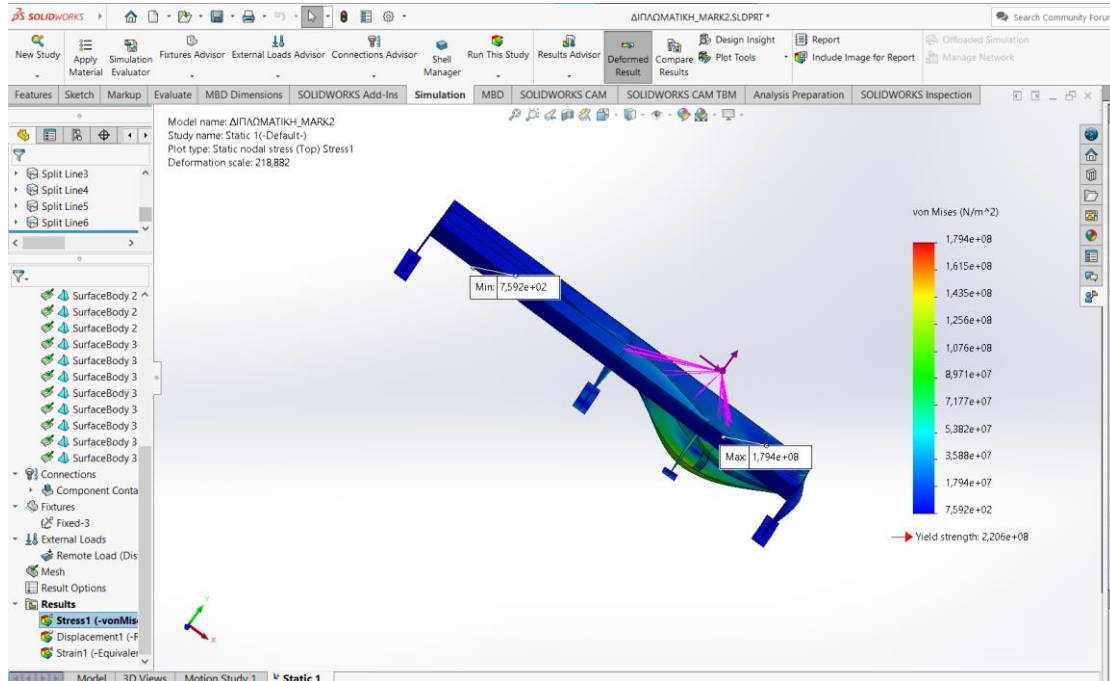 SOLIDWORKS
ΔΙΠΛΩΜΑΤΙΚΗ_MARK2.SLDPRT *
Search Community Forum
New Study
Apply Material
Simulation Evaluator
Fixtures Advisor
External Loads Advisor
Connections Advisor
Shell Manager
Run This Study
Results Advisor
Deformed Result
Compare Results
Design Insight
Plot Tools
Report
Include Image for Report
Offloaded Simulation
Manage Network
Features
Sketch
Markup
Evaluate
MBD Dimensions
SOLIDWORKS Add-Ins
Simulation
MBD
SOLIDWORKS CAM
SOLIDWORKS CAM TBM
Analysis Preparation
SOLIDWORKS Inspection
Split Line3
Split Line4
Split Line5
Split Line6
SurfaceBody 2
SurfaceBody 2
SurfaceBody 2
SurfaceBody 3
SurfaceBody 3
SurfaceBody 3
SurfaceBody 3
SurfaceBody 3
SurfaceBody 3
SurfaceBody 3
SurfaceBody 3
Connections
Component Conta
Fixtures
Fixed-3
External Loads
Remote Load (Dis
Mesh
Result Options
Results
Stress1 (-vonMis
Displacement1 (-F
Strain1 (-Equivaler
Model name: ΔΙΠΛΩΜΑΤΙΚΗ_MARK2
Study name: Static 1(-Default-)
Plot type: Static nodal stress (Top) Stress1
Deformation scale: 218,882
Min: 7,592e+02
Max: 1,794e+08
von Mises (N/m^2)
1,794e+08
1,615e+08
1,435e+08
1,256e+08
1,076e+08
8,971e+07
7,177e+07
5,382e+07
3,588e+07
1,794e+07
7,592e+02
Yield strength: 2,206e+08
Y
X
Model
3D Views
Motion Study 1
Static 1